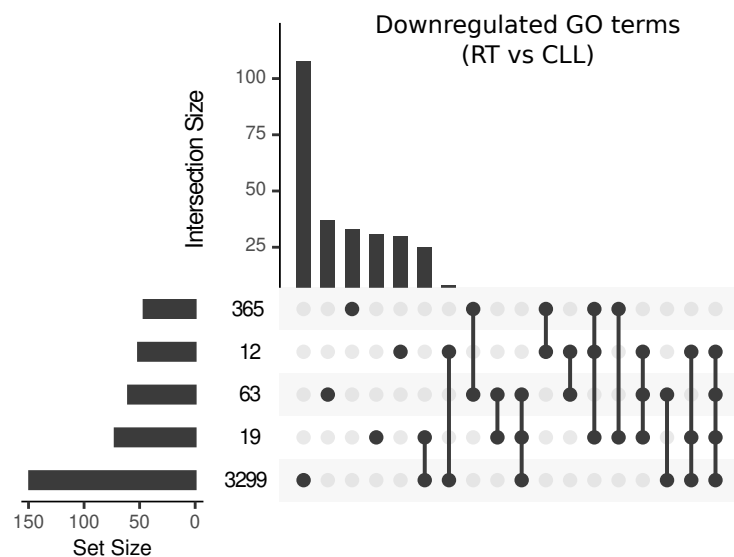 Downregulated GO terms
(RT vs CLL)
Intersection Size
100
75
50
25
365
12
63
19
3299
150 100 50 0
Set Size